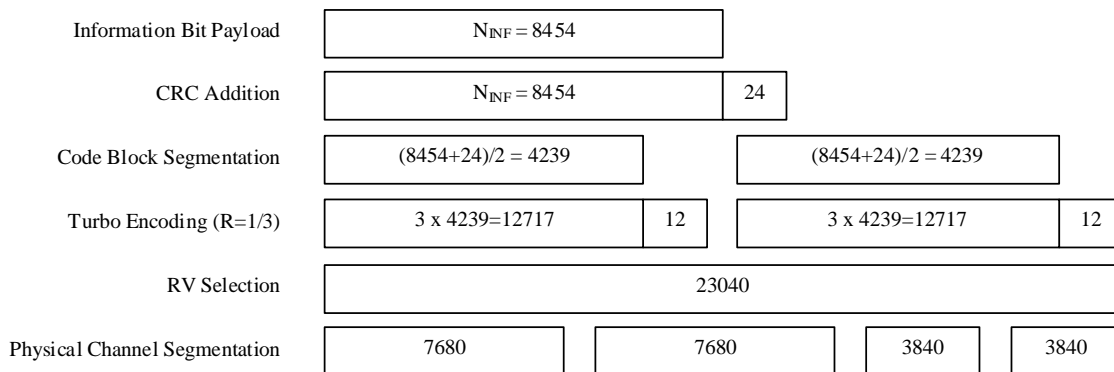 Information Bit Payload
N_INF = 8454
CRC Addition
N_INF = 8454
24
Code Block Segmentation
(8454+24)/2 = 4239
(8454+24)/2 = 4239
Turbo Encoding (R=1/3)
3 x 4239=12717
12
3 x 4239=12717
12
RV Selection
23040
Physical Channel Segmentation
7680
7680
3840
3840